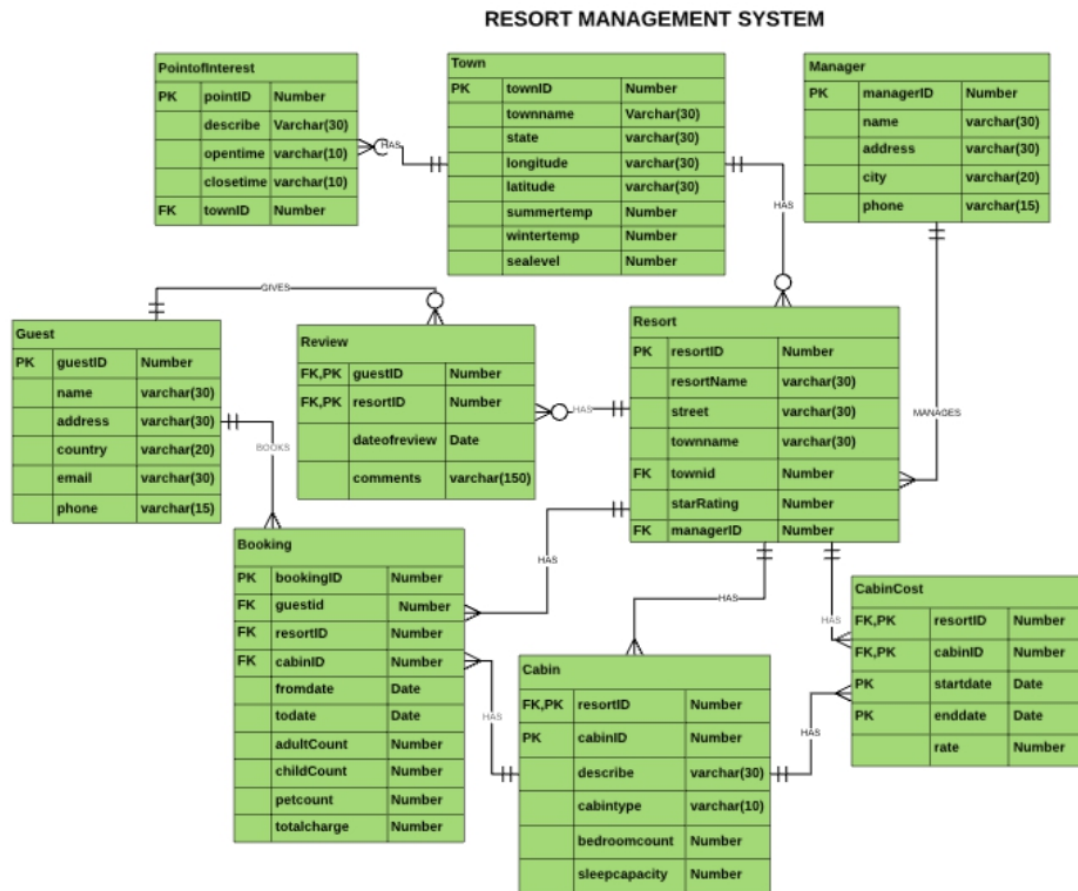 RESORT MANAGEMENT SYSTEM
PointofInterest
PK pointID Number
describe Varchar(30)
opentime varchar(10)
closetime varchar(10)
FK townID Number
HAS
Town
PK townID Number
townname Varchar(30)
state varchar(30)
longitude varchar(30)
latitude varchar(30)
summertemp Number
wintertemp Number
sealevel Number
HAS
Manager
PK managerID Number
name varchar(30)
address varchar(30)
city varchar(20)
phone varchar(15)
MANAGES
GIVES
Guest
PK guestID Number
name varchar(30)
address varchar(30)
country varchar(20)
email varchar(30)
phone varchar(15)
BOOKS
Review
FK,PK guestID Number
FK,PK resortID Number
dateofreview Date
comments varchar(150)
HAS
Resort
PK resortID Number
resortName varchar(30)
street varchar(30)
townname varchar(30)
FK townid Number
starRating Number
FK managerID Number
HAS
HAS
HAS
Booking
PK bookingID Number
FK guestid Number
FK resortID Number
FK cabinID Number
fromdate Date
todate Date
adultCount Number
childCount Number
petcount Number
totalcharge Number
HAS
Cabin
FK,PK resortID Number
PK cabinID Number
describe varchar(30)
cabintype varchar(10)
bedroomcount Number
sleepcapacity Number
HAS
CabinCost
FK,PK resortID Number
FK,PK cabinID Number
PK startdate Date
PK enddate Date
rate Number